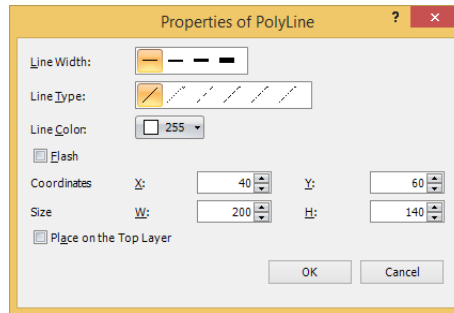 Properties of PolyLine ? ×
Line Width:
Line Type:
Line Color: 255
Flash
Coordinates X: 40 Y: 60
Size W: 200 H: 140
Place on the Top Layer
OK Cancel